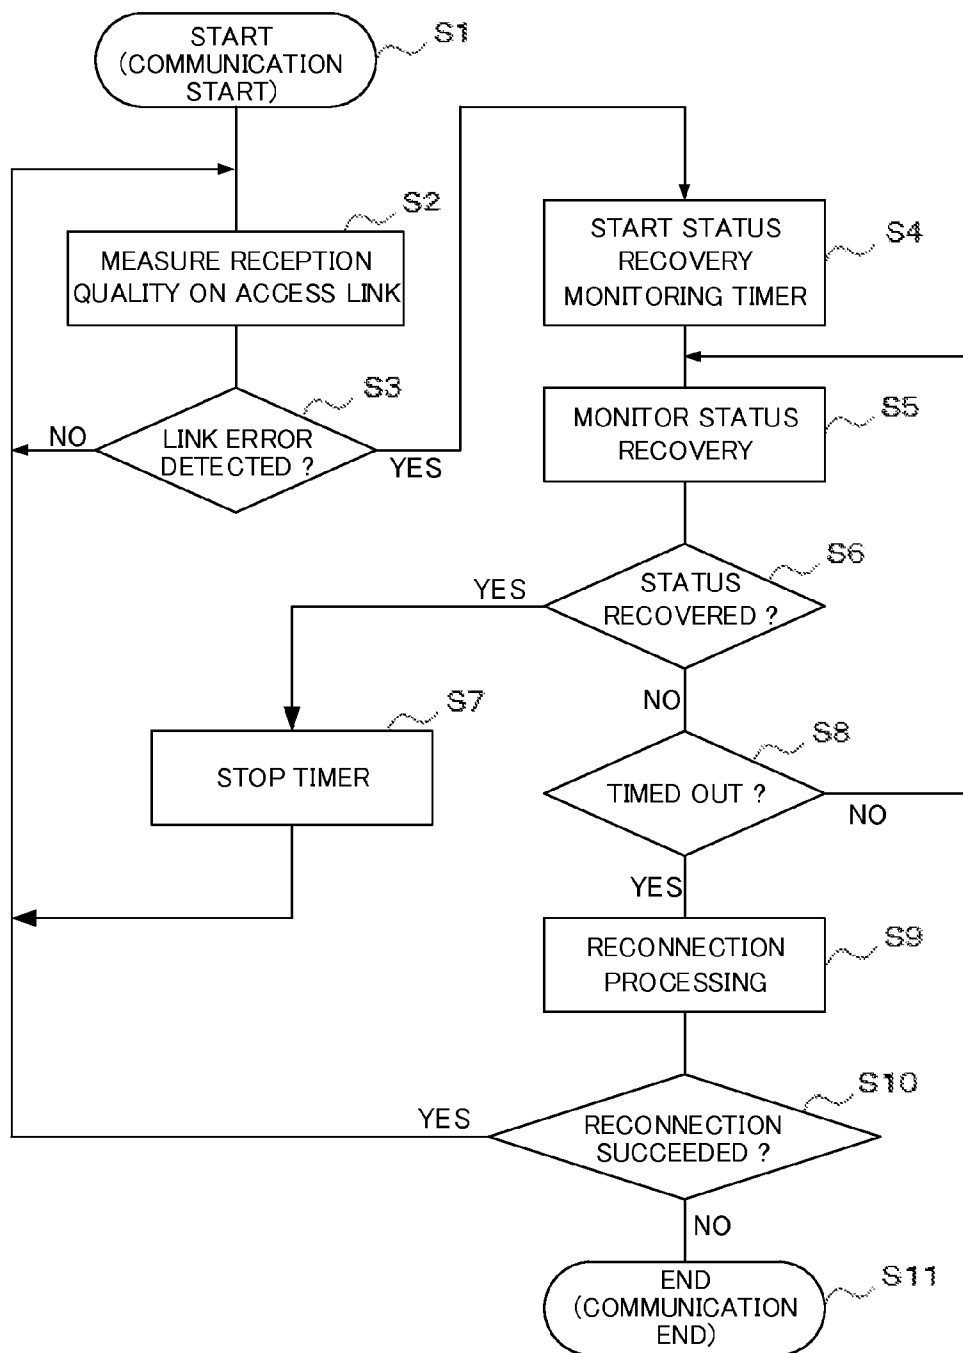 START
(COMMUNICATION
START)
S1
S2
MEASURE RECEPTION
QUALITY ON ACCESS LINK
S3
LINK ERROR
DETECTED ?
NO
YES
START STATUS
RECOVERY
MONITORING TIMER
S4
MONITOR STATUS
RECOVERY
S5
STATUS
RECOVERED ?
S6
YES
NO
STOP TIMER
S7
TIMED OUT ?
S8
NO
YES
RECONNECTION
PROCESSING
S9
RECONNECTION
SUCCEEDED ?
S10
YES
NO
END
(COMMUNICATION
END)
S11